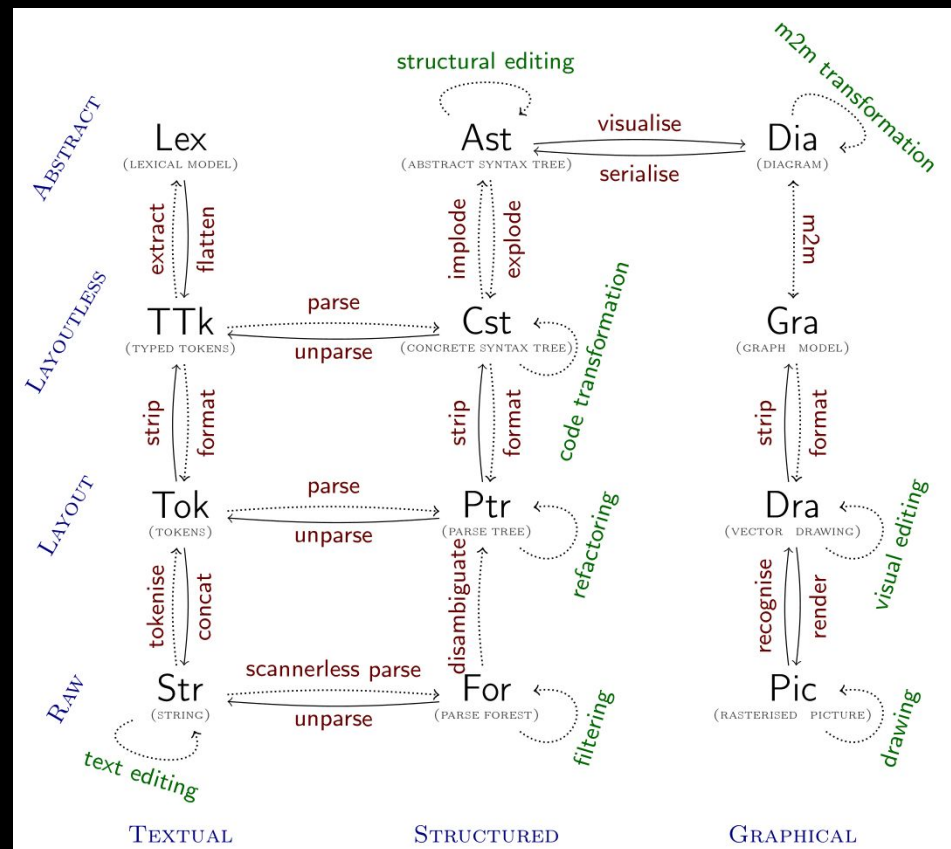 structural editing
m2m transformation
ABSTRACT
Lex
(LEXICAL MODEL)
Ast
(ABSTRACT SYNTAX TREE)
visualise
serialise
Dia
(DIAGRAM)
extract
flatten
implode
explode
m2m
LAYOUTLESS
TTk
(TYPED TOKENS)
parse
unparse
Cst
(CONCRETE SYNTAX TREE)
code transformation
Gra
(GRAPH MODEL)
strip
format
strip
format
strip
format
LAYOUT
Tok
(TOKENS)
parse
unparse
Ptr
(PARSE TREE)
refactoring
Dra
(VECTOR DRAWING)
visual editing
tokenise
concat
disambiguate
recognise
render
RAW
Str
(STRING)
scannerless parse
unparse
For
(PARSE FOREST)
filtering
Pic
(RASTERISED PICTURE)
drawing
text editing
TEXTUAL
STRUCTURED
GRAPHICAL